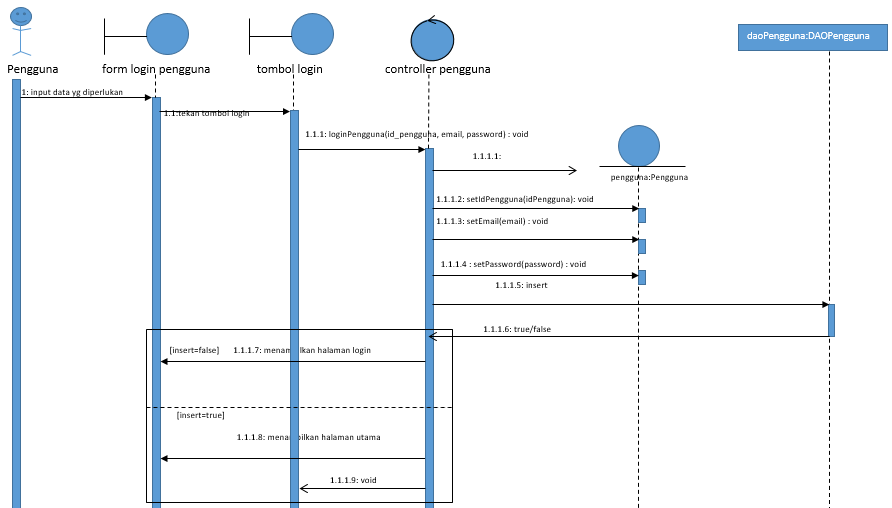 daoPengguna:DAOPengguna
Pengguna
form login pengguna
tombol login
controller pengguna
1: input data yg diperlukan
1.1:tekan tombol login
1.1.1: loginPengguna(id_pengguna, email, password) : void
1.1.1.1:
pengguna:Pengguna
1.1.1.2: setIdPengguna(idPengguna): void
1.1.1.3: setEmail(email) : void
1.1.1.4 : setPassword(password) : void
1.1.1.5: insert
1.1.1.6: true/false
[insert=false]
1.1.1.7: menampilkan halaman login
[insert=true]
1.1.1.8: menampilkan halaman utama
1.1.1.9: void